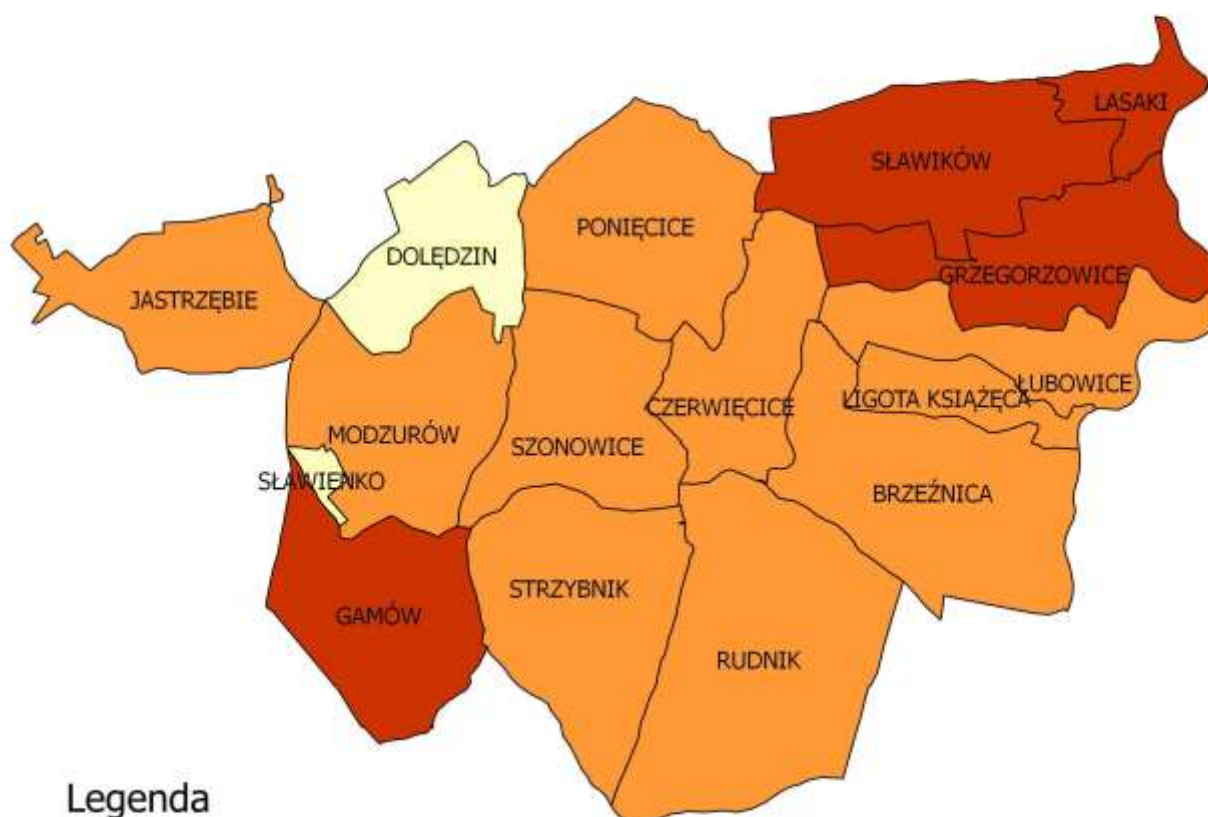 LASAKI
SŁAWIKÓW
PONIĘCICE
DOLĘDZIN
GRZEGORZOWICE
JASTRZĘBIE
ŁUBOWICE
LIGOTA KSIĄŻĘCA
CZERWIĘCICE
MODZURÓW
SZONOWICE
SŁAWIENKO
BRZEŹNICA
STRZYBNIK
GAMÓW
RUDNIK
Legenda